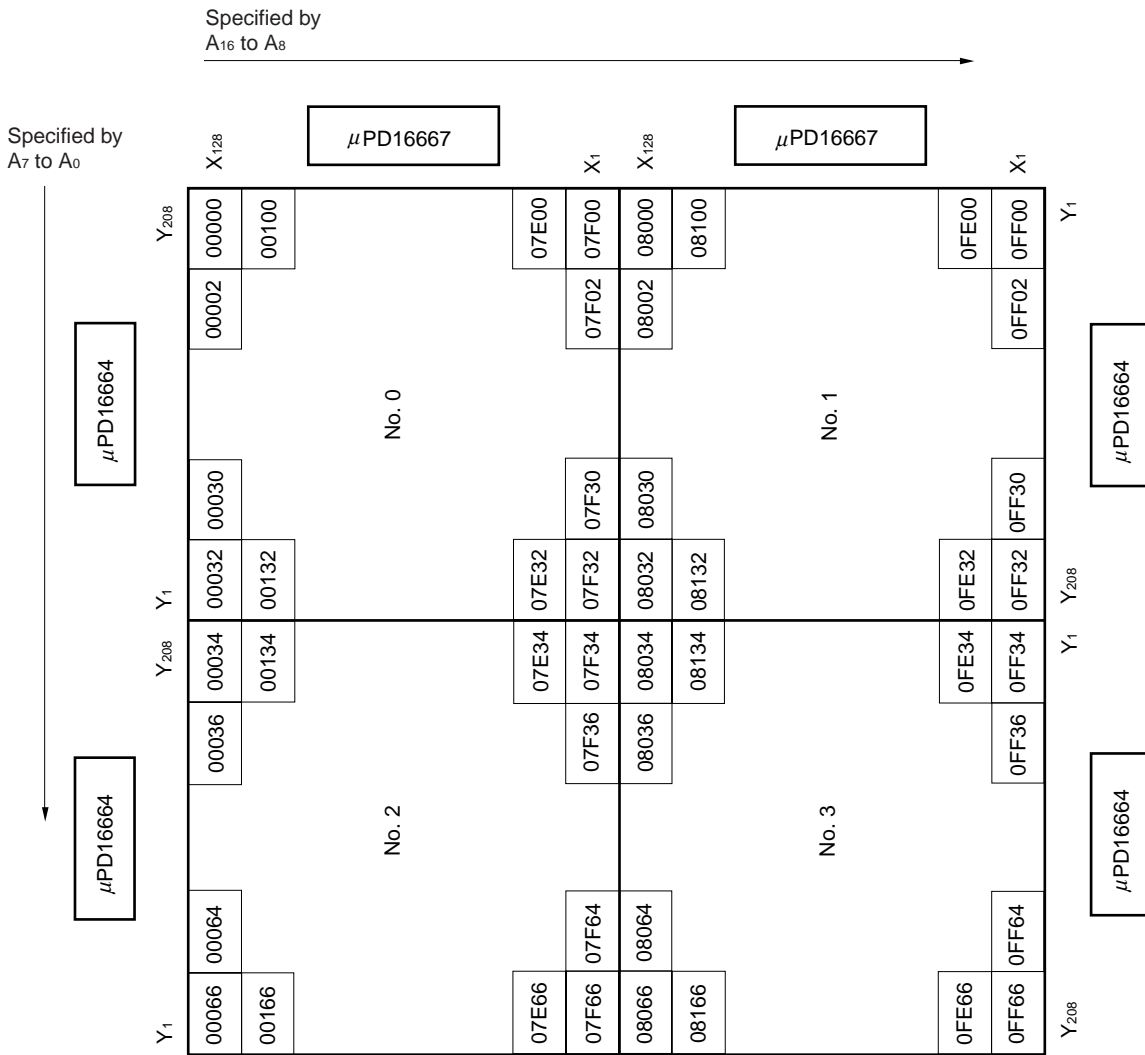 Specified by
A16 to A8
Specified by
A7 to A0
μPD16667
μPD16667
X128
X1
X128
X1
Y208
00000
00100
07E00
07F00
08000
08100
0FE00
0FF00
Y1
00002
07F02
08002
0FF02
μPD16664
No. 0
No. 1
μPD16664
00030
07F30
08030
0FF30
Y1
00032
00132
07E32
07F32
08032
08132
0FE32
0FF32
Y208
Y208
00034
00134
07E34
07F34
08034
08134
0FE34
0FF34
Y1
00036
07F36
08036
0FF36
μPD16664
No. 2
No. 3
μPD16664
00064
07F64
08064
0FF64
Y1
00066
00166
07E66
07F66
08066
08166
0FE66
0FF66
Y208